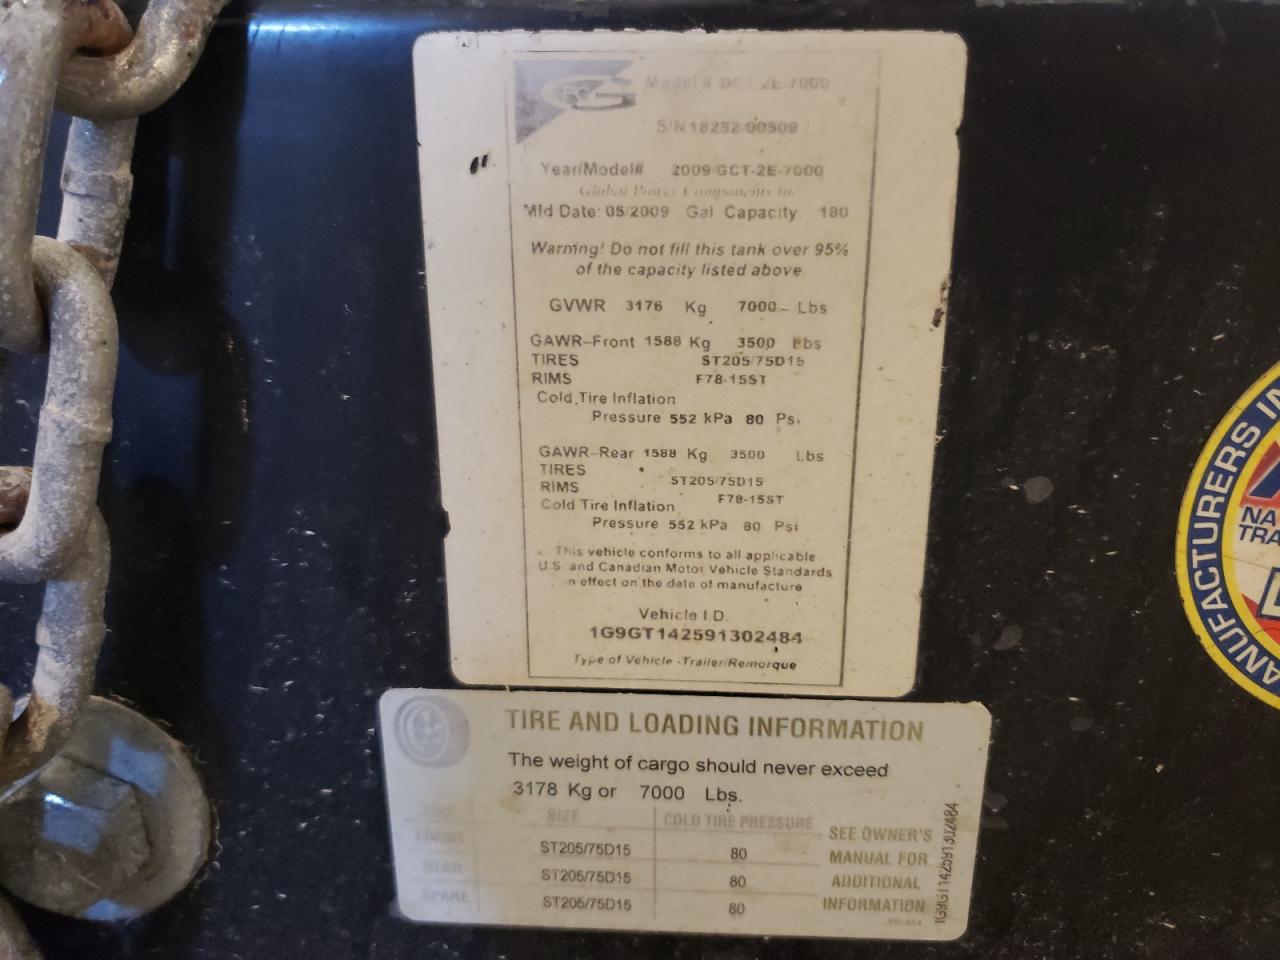 Model # GCT-2E-7000
S/N 18252-00509
Year/Model# 2009/GCT-2E-7000
Global Power Components Inc
Mfd Date: 05/2009 Gal Capacity 180
Warning! Do not fill this tank over 95%
of the capacity listed above
GVWR 3176 Kg 7000 Lbs
GAWR-Front 1588 Kg 3500 Lbs
TIRES ST205/75D15
RIMS F78-15ST
Cold Tire Inflation
Pressure 552 kPa 80 Psi
GAWR-Rear 1588 Kg 3500 Lbs
TIRES ST205/75D15
RIMS F78-15ST
Cold Tire Inflation
Pressure 552 kPa 80 Psi
This vehicle conforms to all applicable
U.S and Canadian Motor Vehicle Standards
n effect on the date of manufacture
Vehicle I.D.
1G9GT142591302484
Type of Vehicle -Trailer/Remorque
TIRE AND LOADING INFORMATION
The weight of cargo should never exceed
3178 Kg or 7000 Lbs.
TIRE SIZE COLD TIRE PRESSURE
FRONT ST205/75D15 80
REAR ST205/75D15 80
SPARE ST205/75D15 80
SEE OWNER'S
MANUAL FOR
ADDITIONAL
INFORMATION
1G9GT142591302484
ANUFACTURERS IN
NA
TRA